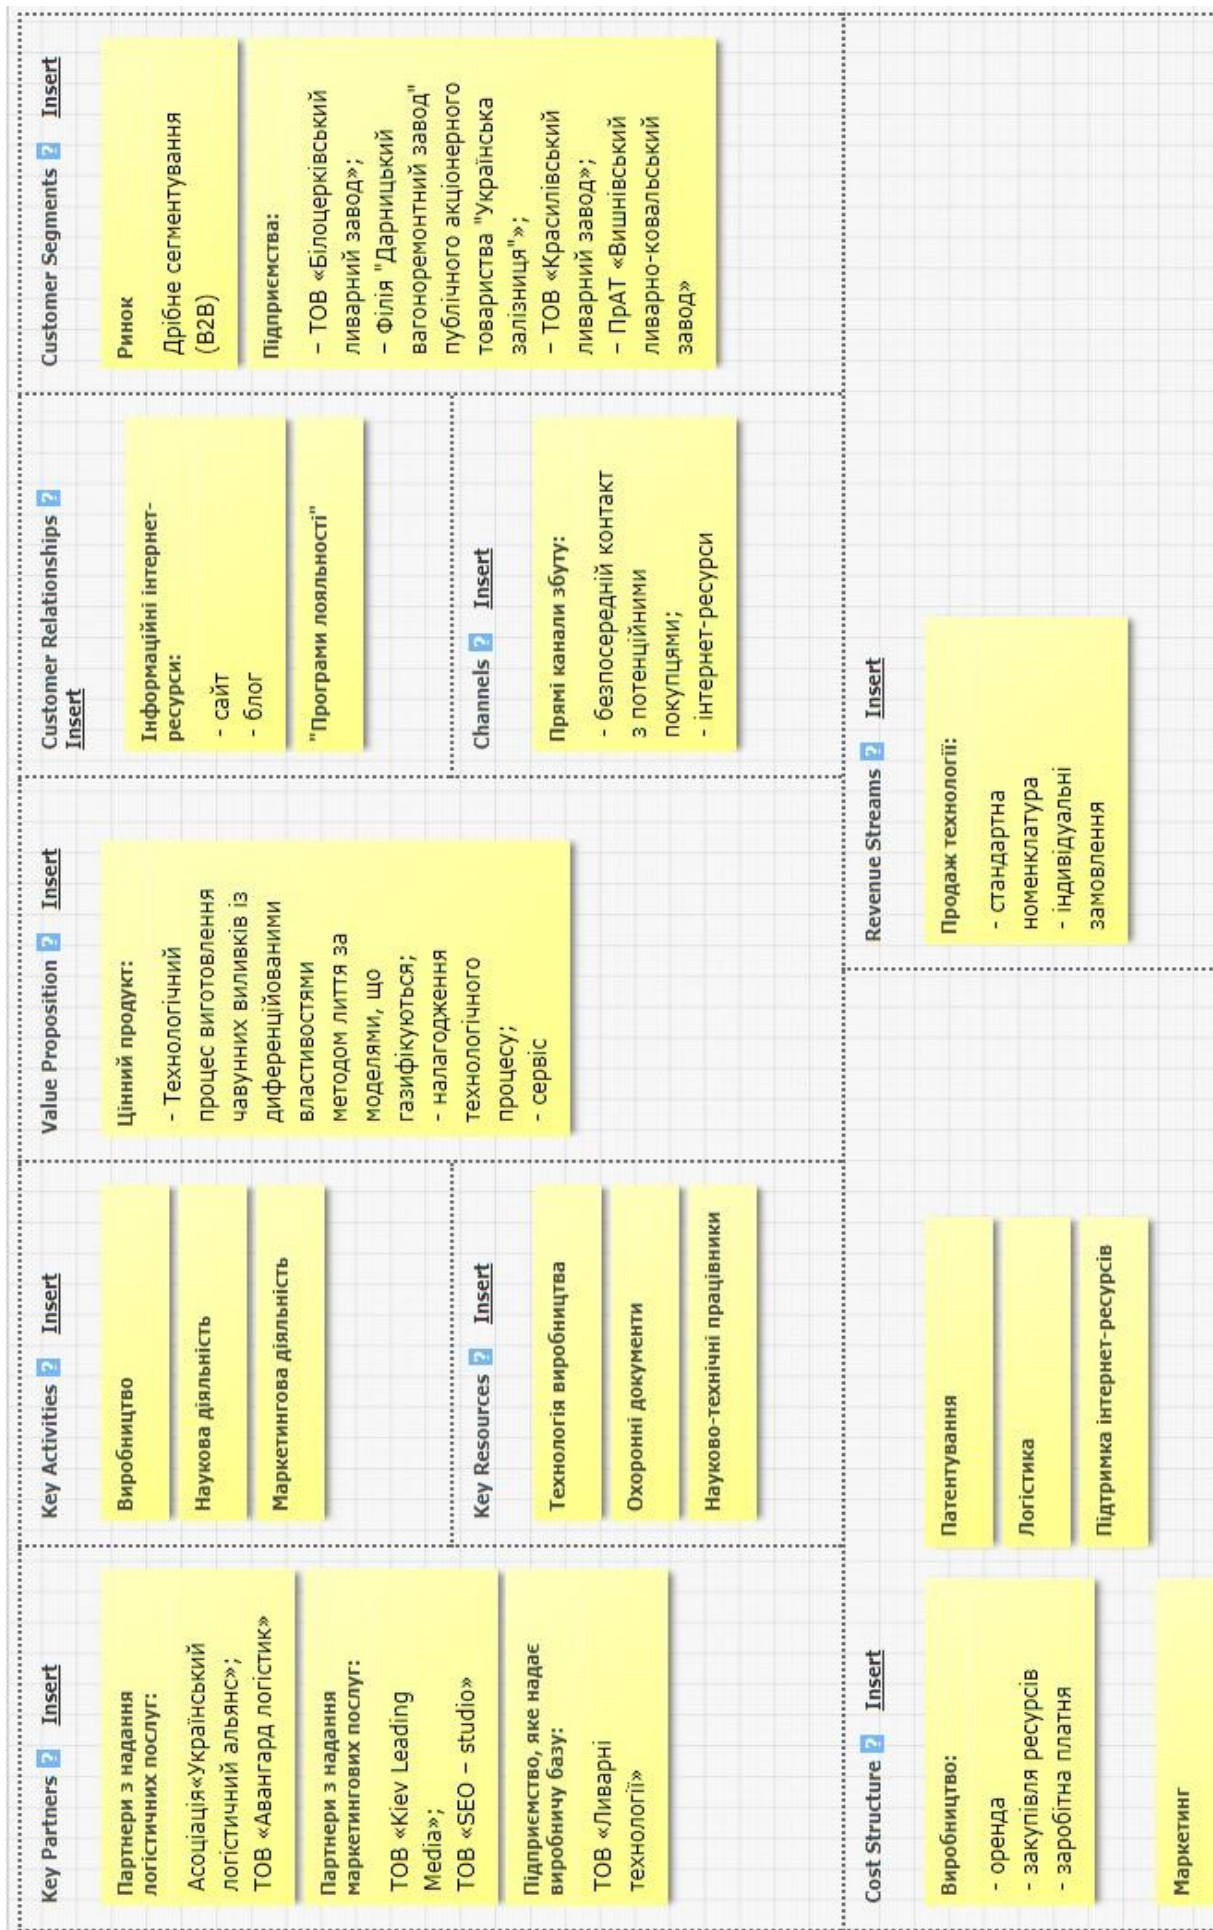 Key Partners ? Insert
Партнери з надання
логістичних послуг:
Асоціація«Український
логістичний альянс»;
ТОВ «Авангард логістик»
Партнери з надання
маркетингових послуг:
ТОВ «Kiev Leading
Media»;
ТОВ «SEO – studio»
Підприємство, яке надає
виробничу базу:
ТОВ «Ливарні
технології»
Key Activities ? Insert
Виробництво
Наукова діяльність
Маркетингова діяльність
Key Resources ? Insert
Технологія виробництва
Охоронні документи
Науково-технічні працівники
Value Proposition ? Insert
Цінний продукт:
- Технологічний
процес виготовлення
чавунних виливків із
диференційованими
властивостями
методом лиття за
моделями, що
газифікуються;
- налагодження
технологічного
процесу;
- сервіс
Customer Relationships ?
Insert
Інформаційні інтернет-
ресурси:
- сайт
- блог
"Програми лояльності"
Channels ? Insert
Прямі канали збуту:
- безпосередній контакт
з потенційними
покупцями;
- інтернет-ресурси
Customer Segments ? Insert
Ринок
Дрібне сегментування
(B2B)
Підприємства:
– ТОВ «Білоцерківський
ливарний завод»;
– Філія "Дарницький
вагоноремонтний завод"
публічного акціонерного
товариства "Українська
залізниця"»;
– ТОВ «Красилівський
ливарний завод»;
– ПрАТ «Вишнівський
ливарно-ковальський
завод»
Cost Structure ? Insert
Виробництво:
- оренда
- закупівля ресурсів
- заробітна платня
Маркетинг
Патентування
Логістика
Підтримка інтернет-ресурсів
Revenue Streams ? Insert
Продаж технології:
- стандартна
номенклатура
- індивідуальні
замовлення